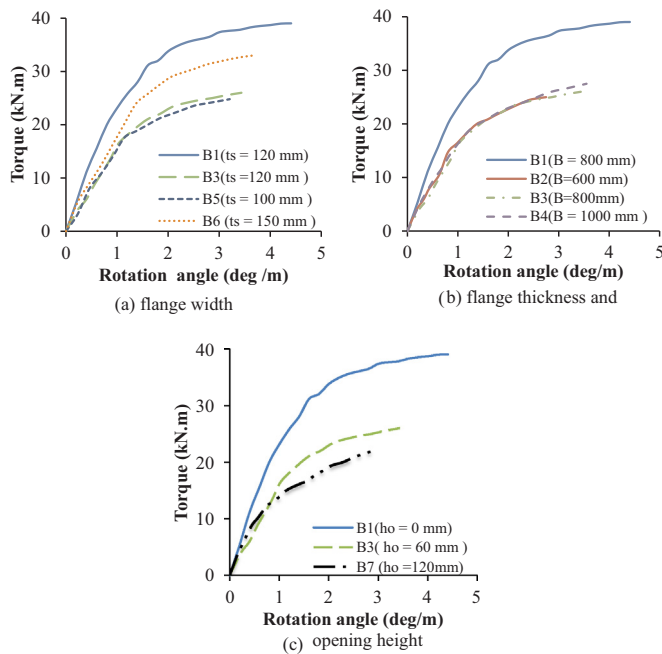 40
30
20
10
0
Torque (kN.m)
B1(ts = 120 mm)
B3(ts =120 mm)
B5(ts = 100 mm)
B6 (ts = 150 mm )
0 1 2 3 4 5
Rotation angle (deg /m)
(a) flange width
40
30
20
10
0
Torque (kN.m)
B1(B = 800 mm)
B2(B=600 mm)
B3(B=800mm)
B4(B = 1000 mm )
0 1 2 3 4 5
Rotation angle (deg/m)
(b) flange thickness and
40
30
20
10
0
Torque (kN.m)
B1(ho = 0 mm)
B3( ho = 60 mm )
B7 (ho =120mm)
0 1 2 3 4 5
Rotation angle (deg/m)
(c) opening height